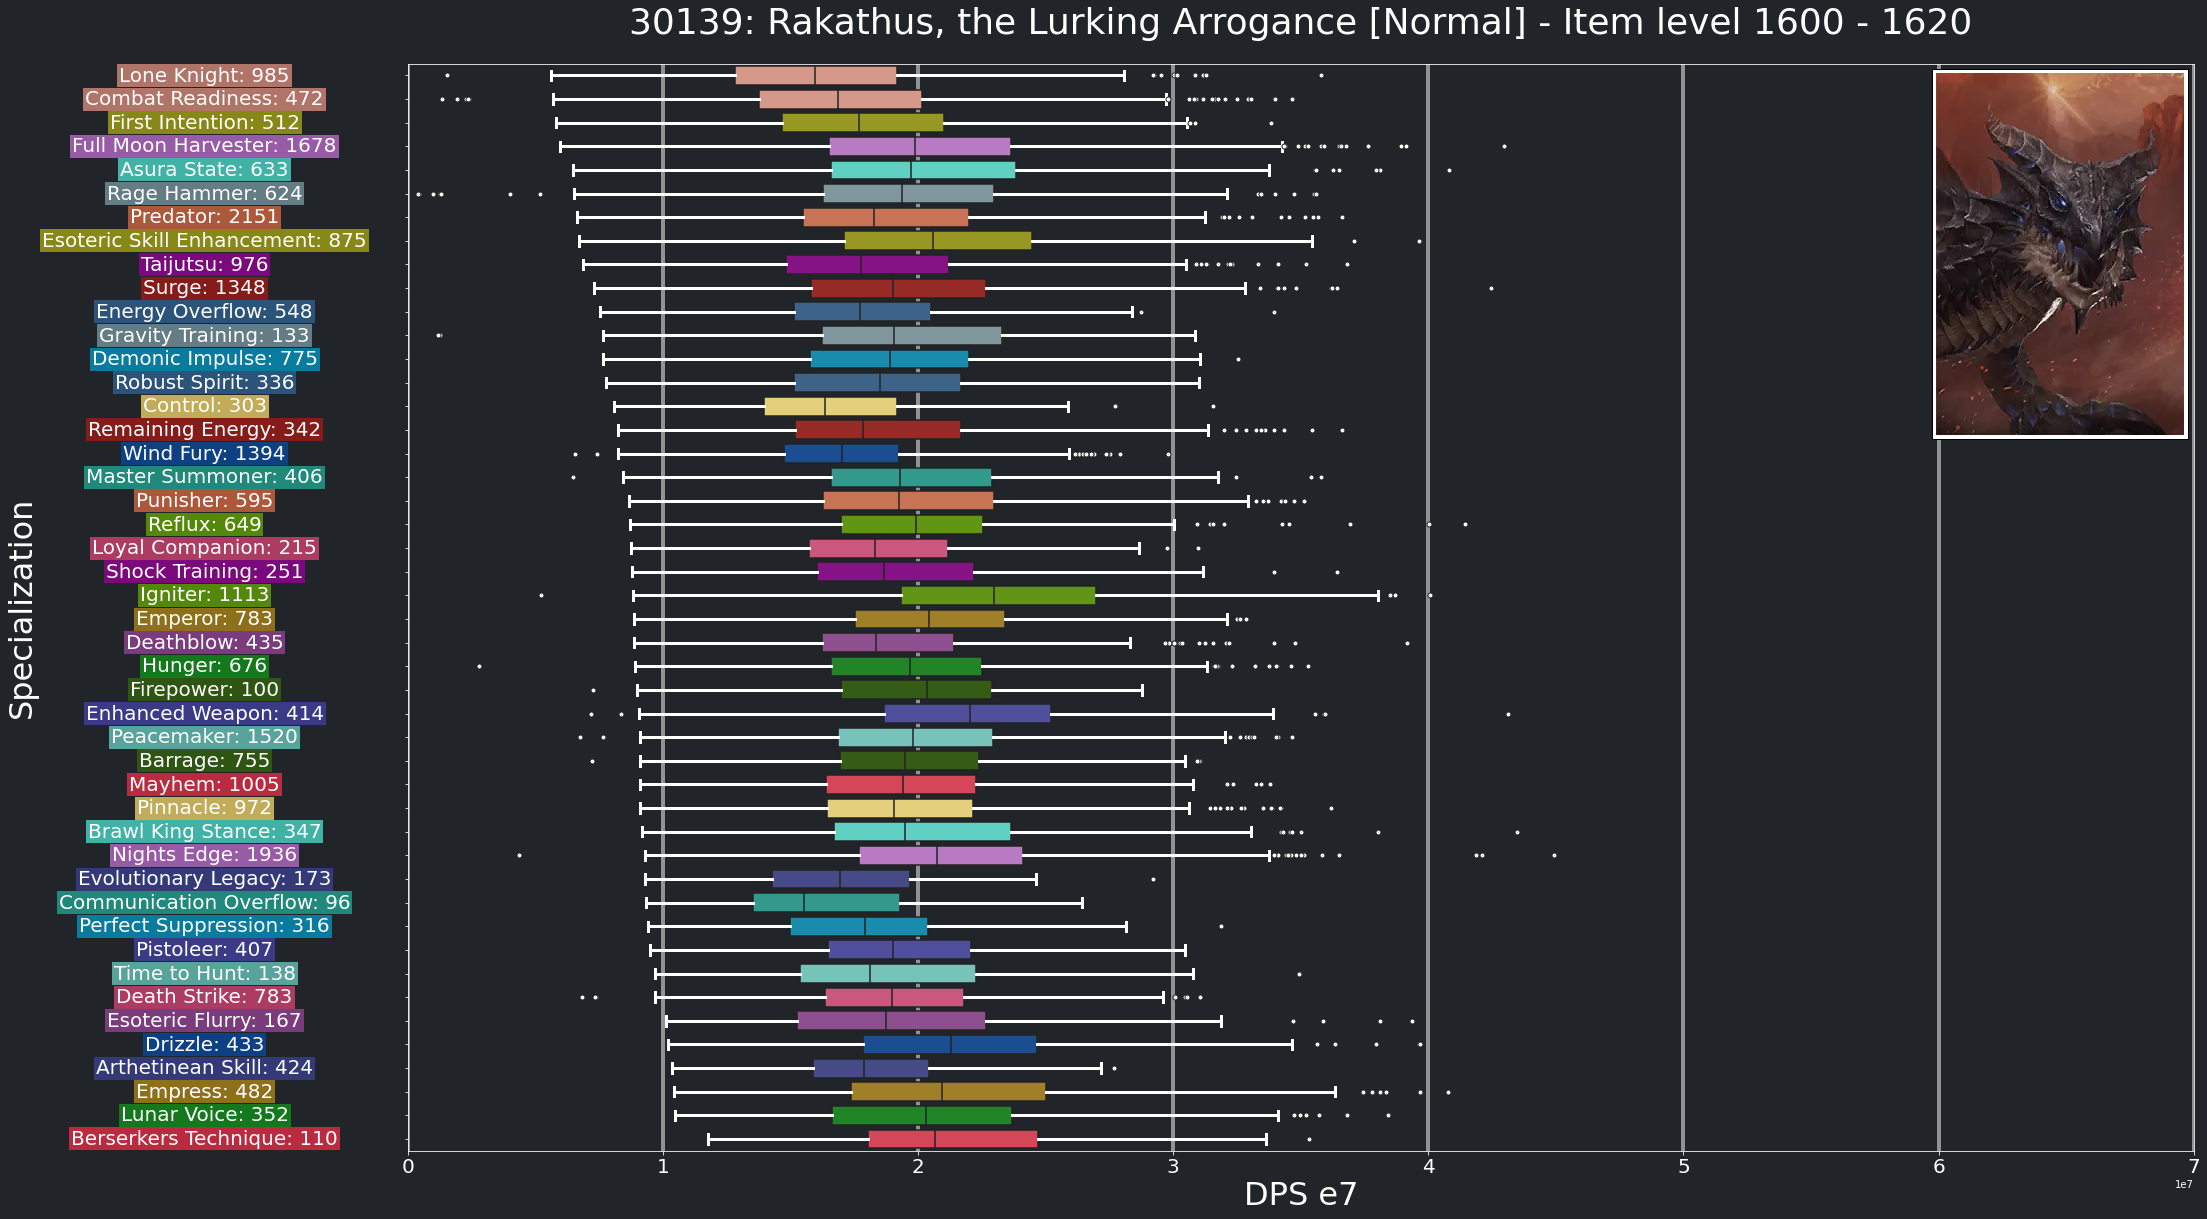 30139: Rakathus, the Lurking Arrogance [Normal] - Item level 1600 - 1620
Specialization
Lone Knight: 985
Combat Readiness: 472
First Intention: 512
Full Moon Harvester: 1678
Asura State: 633
Rage Hammer: 624
Predator: 2151
Esoteric Skill Enhancement: 875
Taijutsu: 976
Surge: 1348
Energy Overflow: 548
Gravity Training: 133
Demonic Impulse: 775
Robust Spirit: 336
Control: 303
Remaining Energy: 342
Wind Fury: 1394
Master Summoner: 406
Punisher: 595
Reflux: 649
Loyal Companion: 215
Shock Training: 251
Igniter: 1113
Emperor: 783
Deathblow: 435
Hunger: 676
Firepower: 100
Enhanced Weapon: 414
Peacemaker: 1520
Barrage: 755
Mayhem: 1005
Pinnacle: 972
Brawl King Stance: 347
Nights Edge: 1936
Evolutionary Legacy: 173
Communication Overflow: 96
Perfect Suppression: 316
Pistoleer: 407
Time to Hunt: 138
Death Strike: 783
Esoteric Flurry: 167
Drizzle: 433
Arthetinean Skill: 424
Empress: 482
Lunar Voice: 352
Berserkers Technique: 110
0 1 2 3 4 5 6 7
DPS e7
1e7